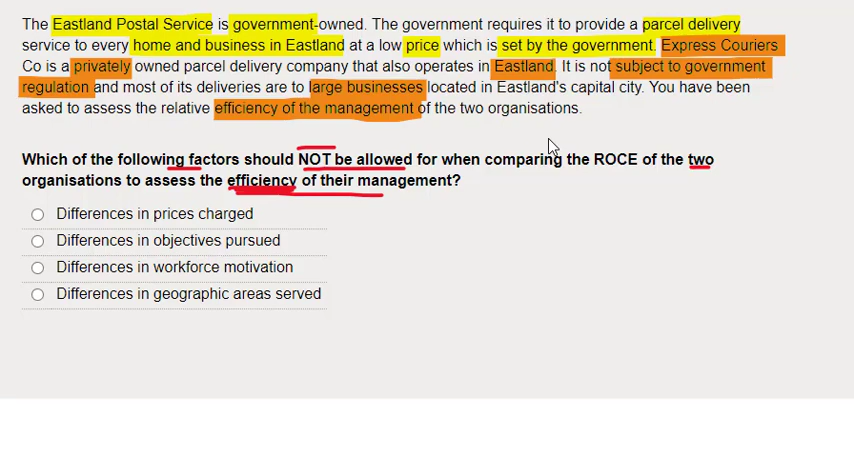 The Eastland Postal Service is government-owned. The government requires it to provide a parcel delivery
service to every home and business in Eastland at a low price which is set by the government. Express Couriers
Co is a privately owned parcel delivery company that also operates in Eastland. It is not subject to government
regulation and most of its deliveries are to large businesses located in Eastland's capital city. You have been
asked to assess the relative efficiency of the management of the two organisations.
Which of the following factors should NOT be allowed for when comparing the ROCE of the two
organisations to assess the efficiency of their management?
Differences in prices charged
Differences in objectives pursued
Differences in workforce motivation
Differences in geographic areas served